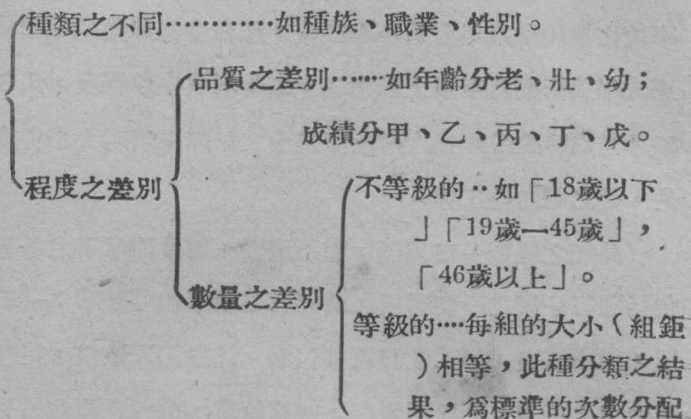 種類之不同…………如種族、職業、性別。
品質之差別……如年齡分老、壯、幼；
成績分甲、乙、丙、丁、戊。
程度之差別
不等級的‥如「18歲以下
」「19歲—45歲」，
「46歲以上」。
數量之差別
等級的‥‥每組的大小（組距
）相等，此種分類之結
果，爲標準的次數分配